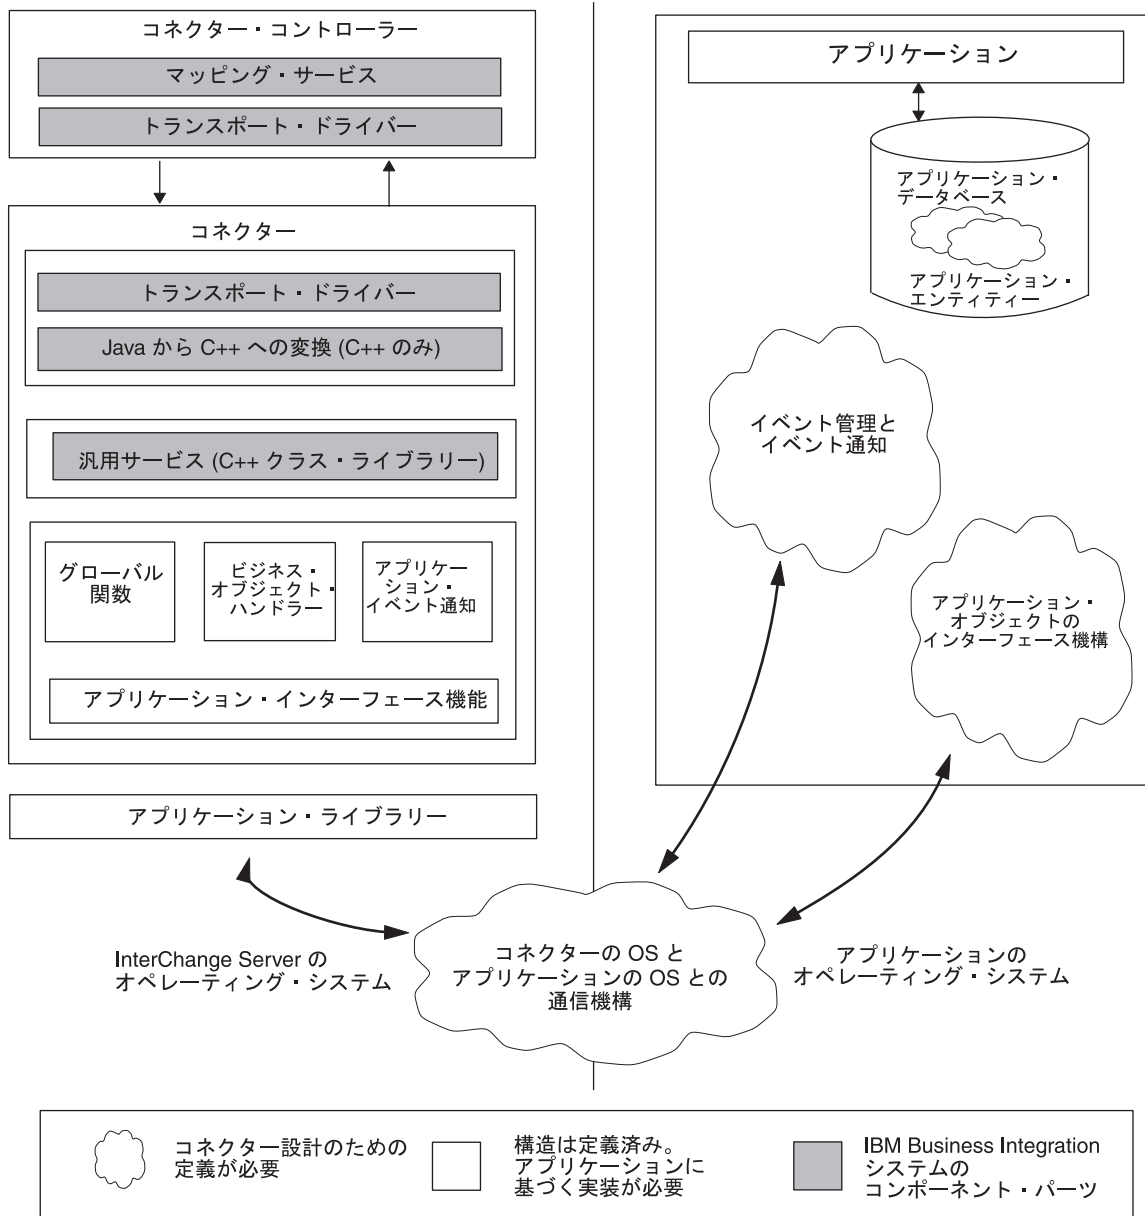 コネクター・コントローラー
マッピング・サービス
トランスポート・ドライバー
コネクター
トランスポート・ドライバー
Java から C++ への変換 (C++ のみ)
汎用サービス (C++ クラス・ライブラリー)
グローバル
関数
ビジネス・
オブジェクト・
ハンドラー
アプリケー
ション・
イベント通知
アプリケーション・インターフェース機能
アプリケーション・ライブラリー
アプリケーション
アプリケーション・
データベース
アプリケーション・
エンティティー
イベント管理と
イベント通知
アプリケーション・
オブジェクトの
インターフェース機構
InterChange Server の
オペレーティング・システム
コネクターの OS と
アプリケーションの OS との
通信機構
アプリケーションの
オペレーティング・システム
コネクター設計のための
定義が必要
構造は定義済み。
アプリケーションに
基づく実装が必要
IBM Business Integration
システムの
コンポーネント・パーツ